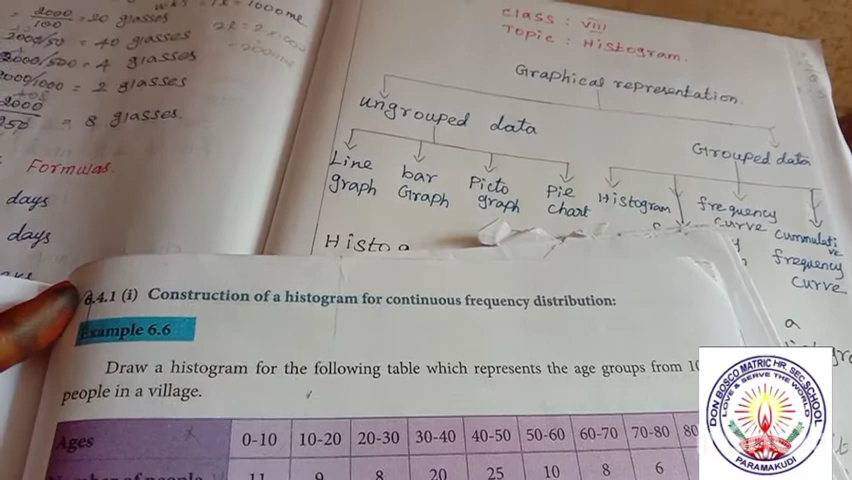 = 2000/100 = 20 glasses
2000/50 = 40 glasses
2000/500 = 4 glasses
2000/1000 = 2 glasses
2000/250 = 8 glasses.
Formulas.
days
days
Class : VIII
Topic : Histogram.
Graphical representation
ungrouped data
Grouped data
Line graph
bar Graph
Picto graph
Pie chart
Histogram
frequency curve
cummulative frequency curve
a
6.4.1 (i) Construction of a histogram for continuous frequency distribution:
Example 6.6
Draw a histogram for the following table which represents the age groups from
people in a village.
Ages 0-10 10-20 20-30 30-40 40-50 50-60 60-70 70-80 80
Number of people 11 9 8 20 25 10 8 6
DON BOSCO MATRIC HR. SEC SCHOOL
LOVE & SERVE THE WORLD
PARAMAKUDI